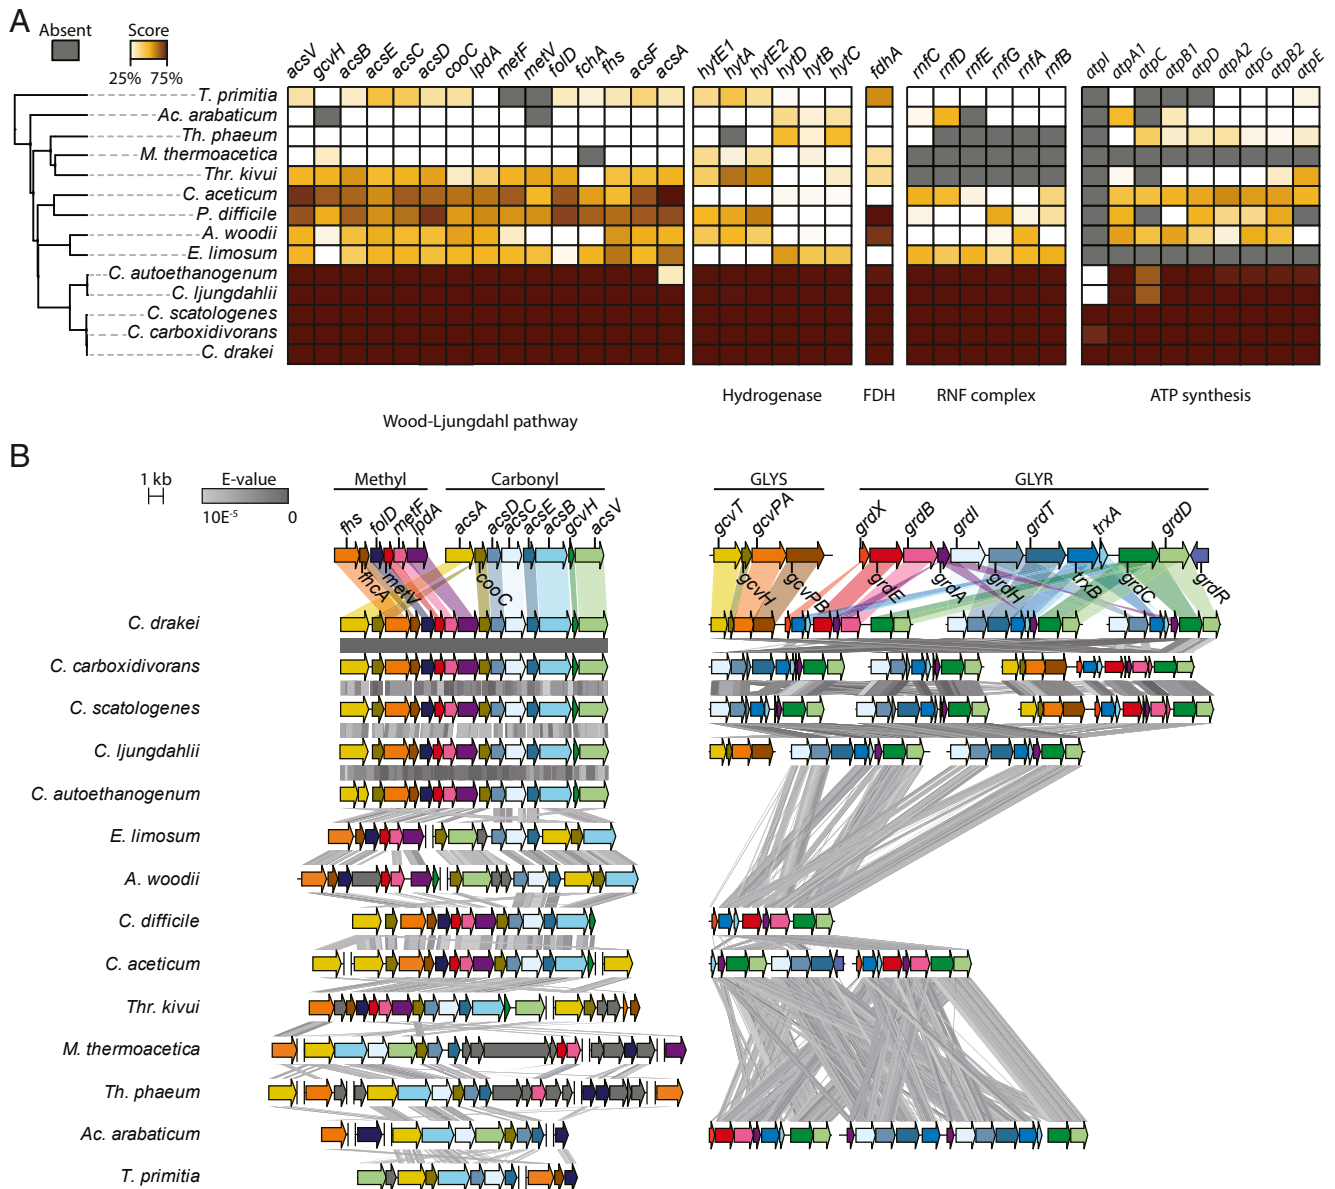 A
Absent
Score
25% 75%
acsV gcvH acsB acsE acsC acsD cooC lpdA metF metV folD fchA fhs acsF acsA
hytE1 hytA hytE2 hytD hytB hytC
fdhA
rnfC rnfD rnfE rnfG rnfA rnfB
atpI atpA1 atpC atpB1 atpD atpA2 atpG atpB2 atpE
T. primitia
Ac. arabaticum
Th. phaeum
M. thermoacetica
Thr. kivui
C. aceticum
P. difficile
A. woodii
E. limosum
C. autoethanogenum
C. ljungdahlii
C. scatologenes
C. carboxidivorans
C. drakei
Wood-Ljungdahl pathway
Hydrogenase
FDH
RNF complex
ATP synthesis
B
1 kb
E-value
10E-5 0
Methyl
Carbonyl
GLYS
GLYR
fhs folD metF lpdA acsA acsD acsC acsE acsB gcvH acsV
gcvT gcvPA grdX grdB grdI grdT trxA grdD
fhcA metV cooC
gcvH gcvPB grdE grdA grdH trxB grdC grdR
C. drakei
C. carboxidivorans
C. scatologenes
C. ljungdahlii
C. autoethanogenum
E. limosum
A. woodii
C. difficile
C. aceticum
Thr. kivui
M. thermoacetica
Th. phaeum
Ac. arabaticum
T. primitia